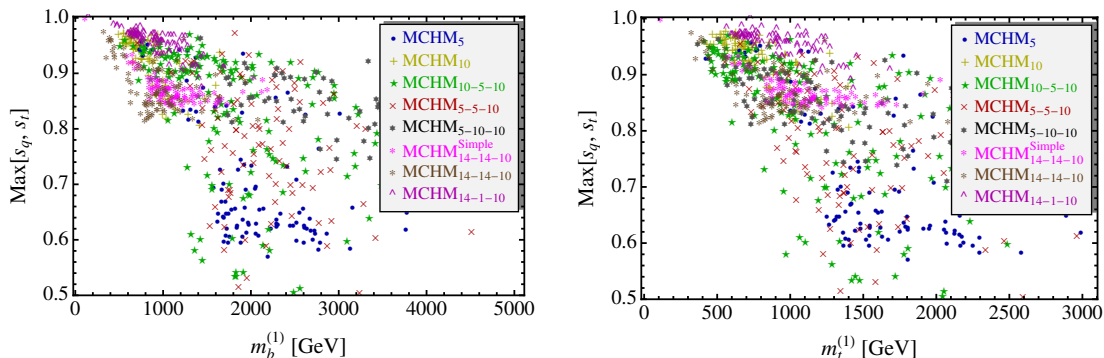 1.0
0.9
0.8
0.7
0.6
0.5
Max[s_q, s_t]
0
1000
2000
3000
4000
5000
m_b^(1) [GeV]
MCHM_5
MCHM_10
MCHM_10−5−10
MCHM_5−5−10
MCHM_5−10−10
MCHM_14−14−10^Simple
MCHM_14−14−10
MCHM_14−1−10
1.0
0.9
0.8
0.7
0.6
0.5
Max[s_q, s_t]
0
500
1000
1500
2000
2500
3000
m_t^(1) [GeV]
MCHM_5
MCHM_10
MCHM_10−5−10
MCHM_5−5−10
MCHM_5−10−10
MCHM_14−14−10^Simple
MCHM_14−14−10
MCHM_14−1−10